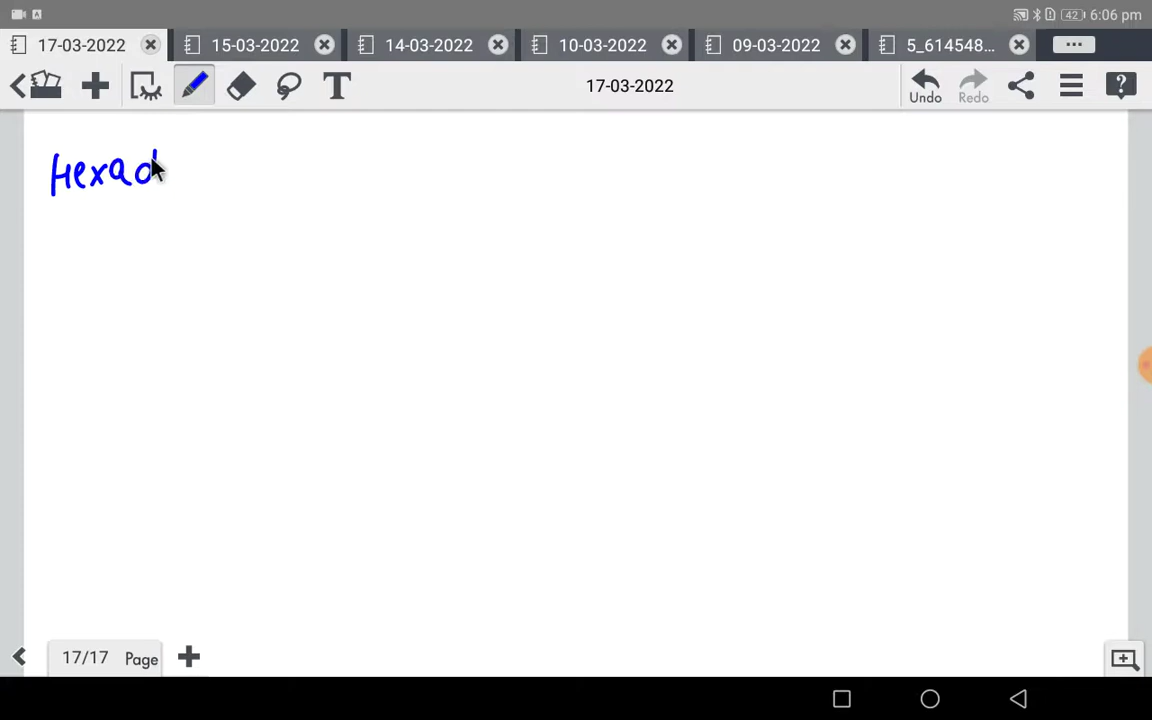 42 6:06 pm
17-03-2022 15-03-2022 14-03-2022 10-03-2022 09-03-2022 5_614548... ...
17-03-2022 Undo Redo
Hexad
17/17 Page